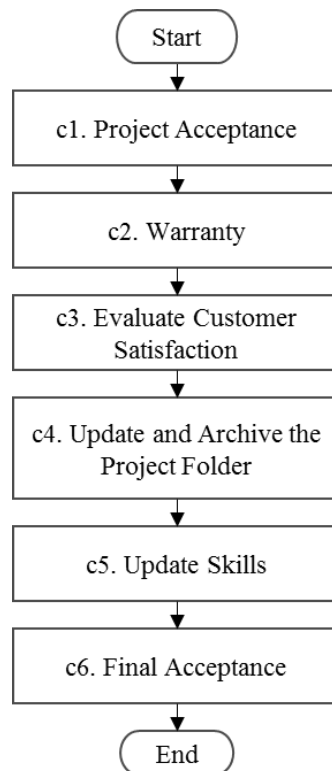 Start
c1. Project Acceptance
c2. Warranty
c3. Evaluate Customer
Satisfaction
c4. Update and Archive the
Project Folder
c5. Update Skills
c6. Final Acceptance
End